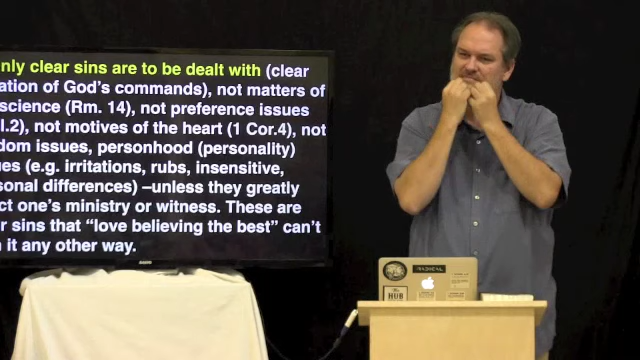 nly clear sins are to be dealt with (clear
ation of God's commands), not matters of
science (Rm. 14), not preference issues
l.2), not motives of the heart (1 Cor.4), not
dom issues, personhood (personality)
es (e.g. irritations, rubs, insensitive,
sonal differences) –unless they greatly
ct one's ministry or witness. These are
r sins that "love believing the best" can't
it any other way.
RADICAL
HUB